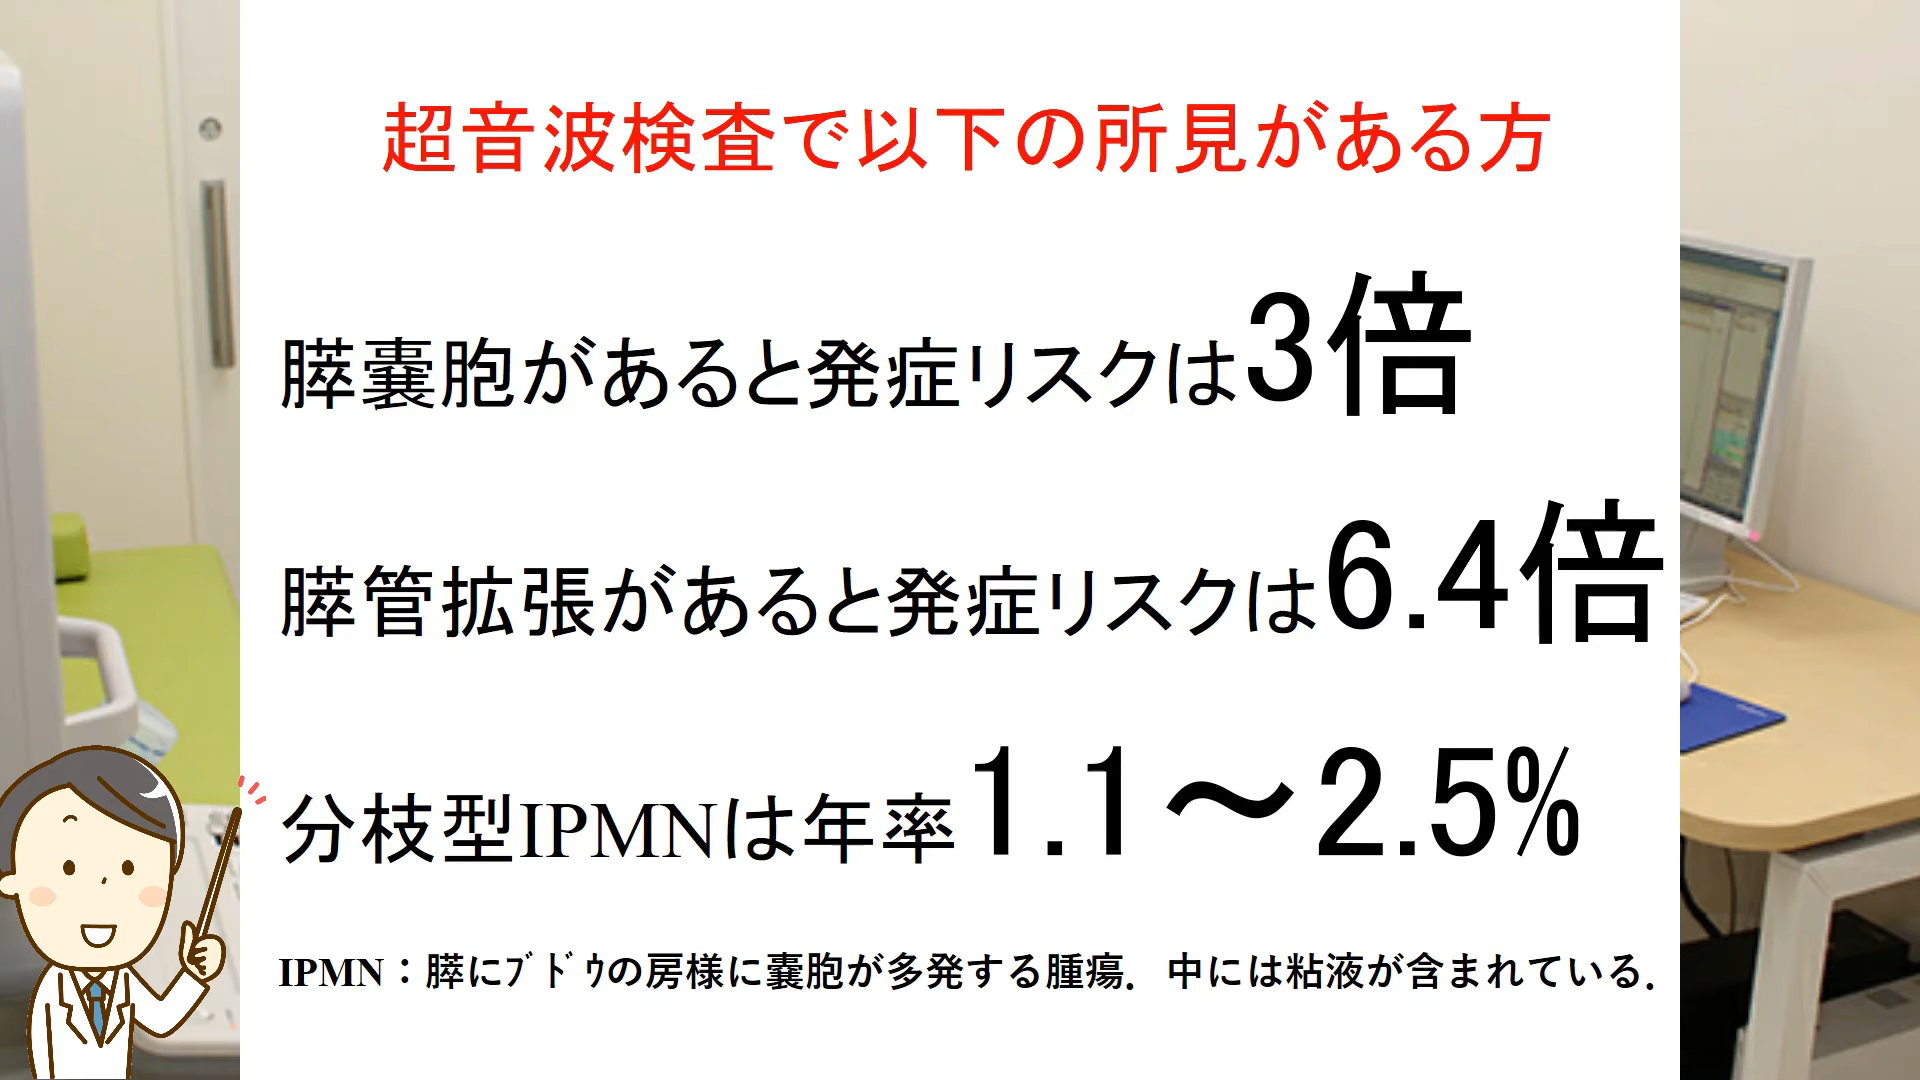 超音波検査で以下の所見がある方
膵嚢胞があると発症リスクは3倍
膵管拡張があると発症リスクは6.4倍
分枝型IPMNは年率1.1～2.5%
IPMN：膵にﾌﾞﾄﾞｳの房様に嚢胞が多発する腫瘍．中には粘液が含まれている．